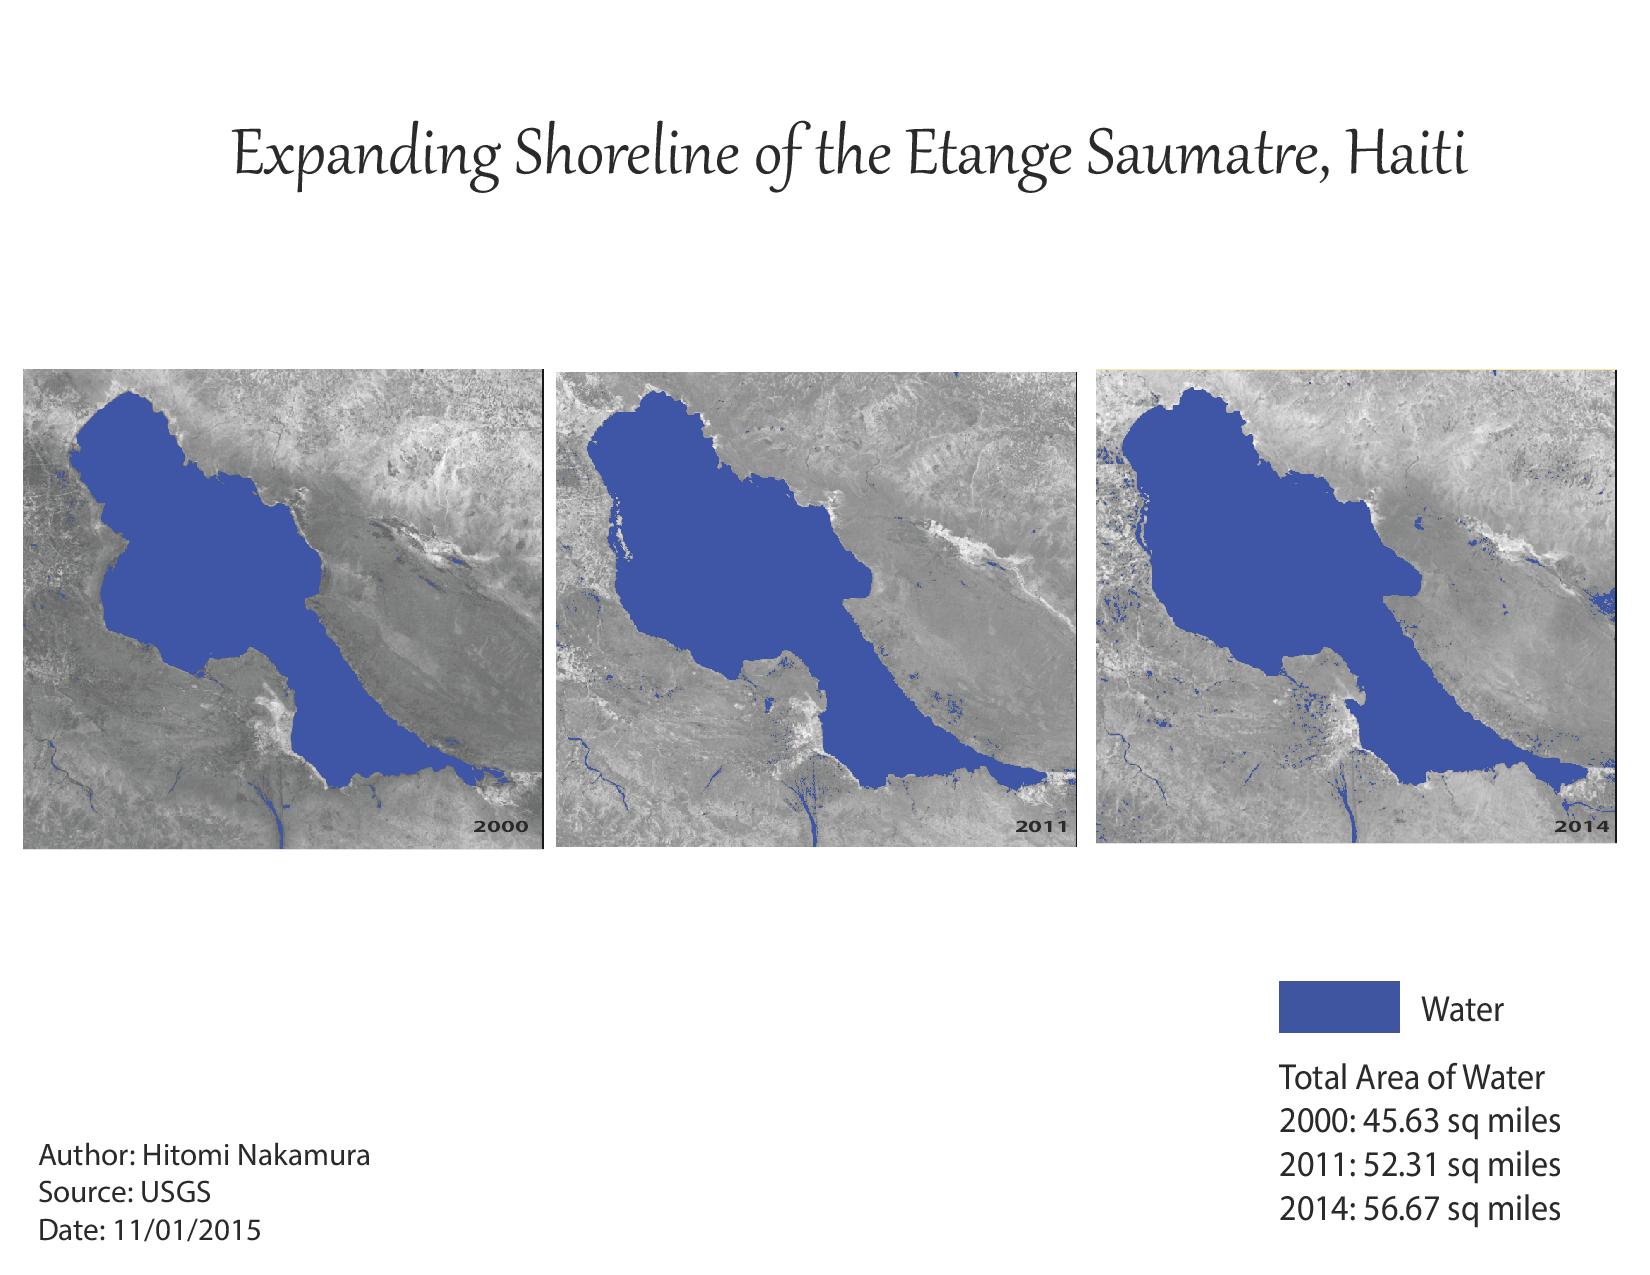 Expanding Shoreline of the Etange Saumatre, Haiti
2000
2011
2014
Water
Total Area of Water
2000: 45.63 sq miles
2011: 52.31 sq miles
2014: 56.67 sq miles
Author: Hitomi Nakamura
Source: USGS
Date: 11/01/2015